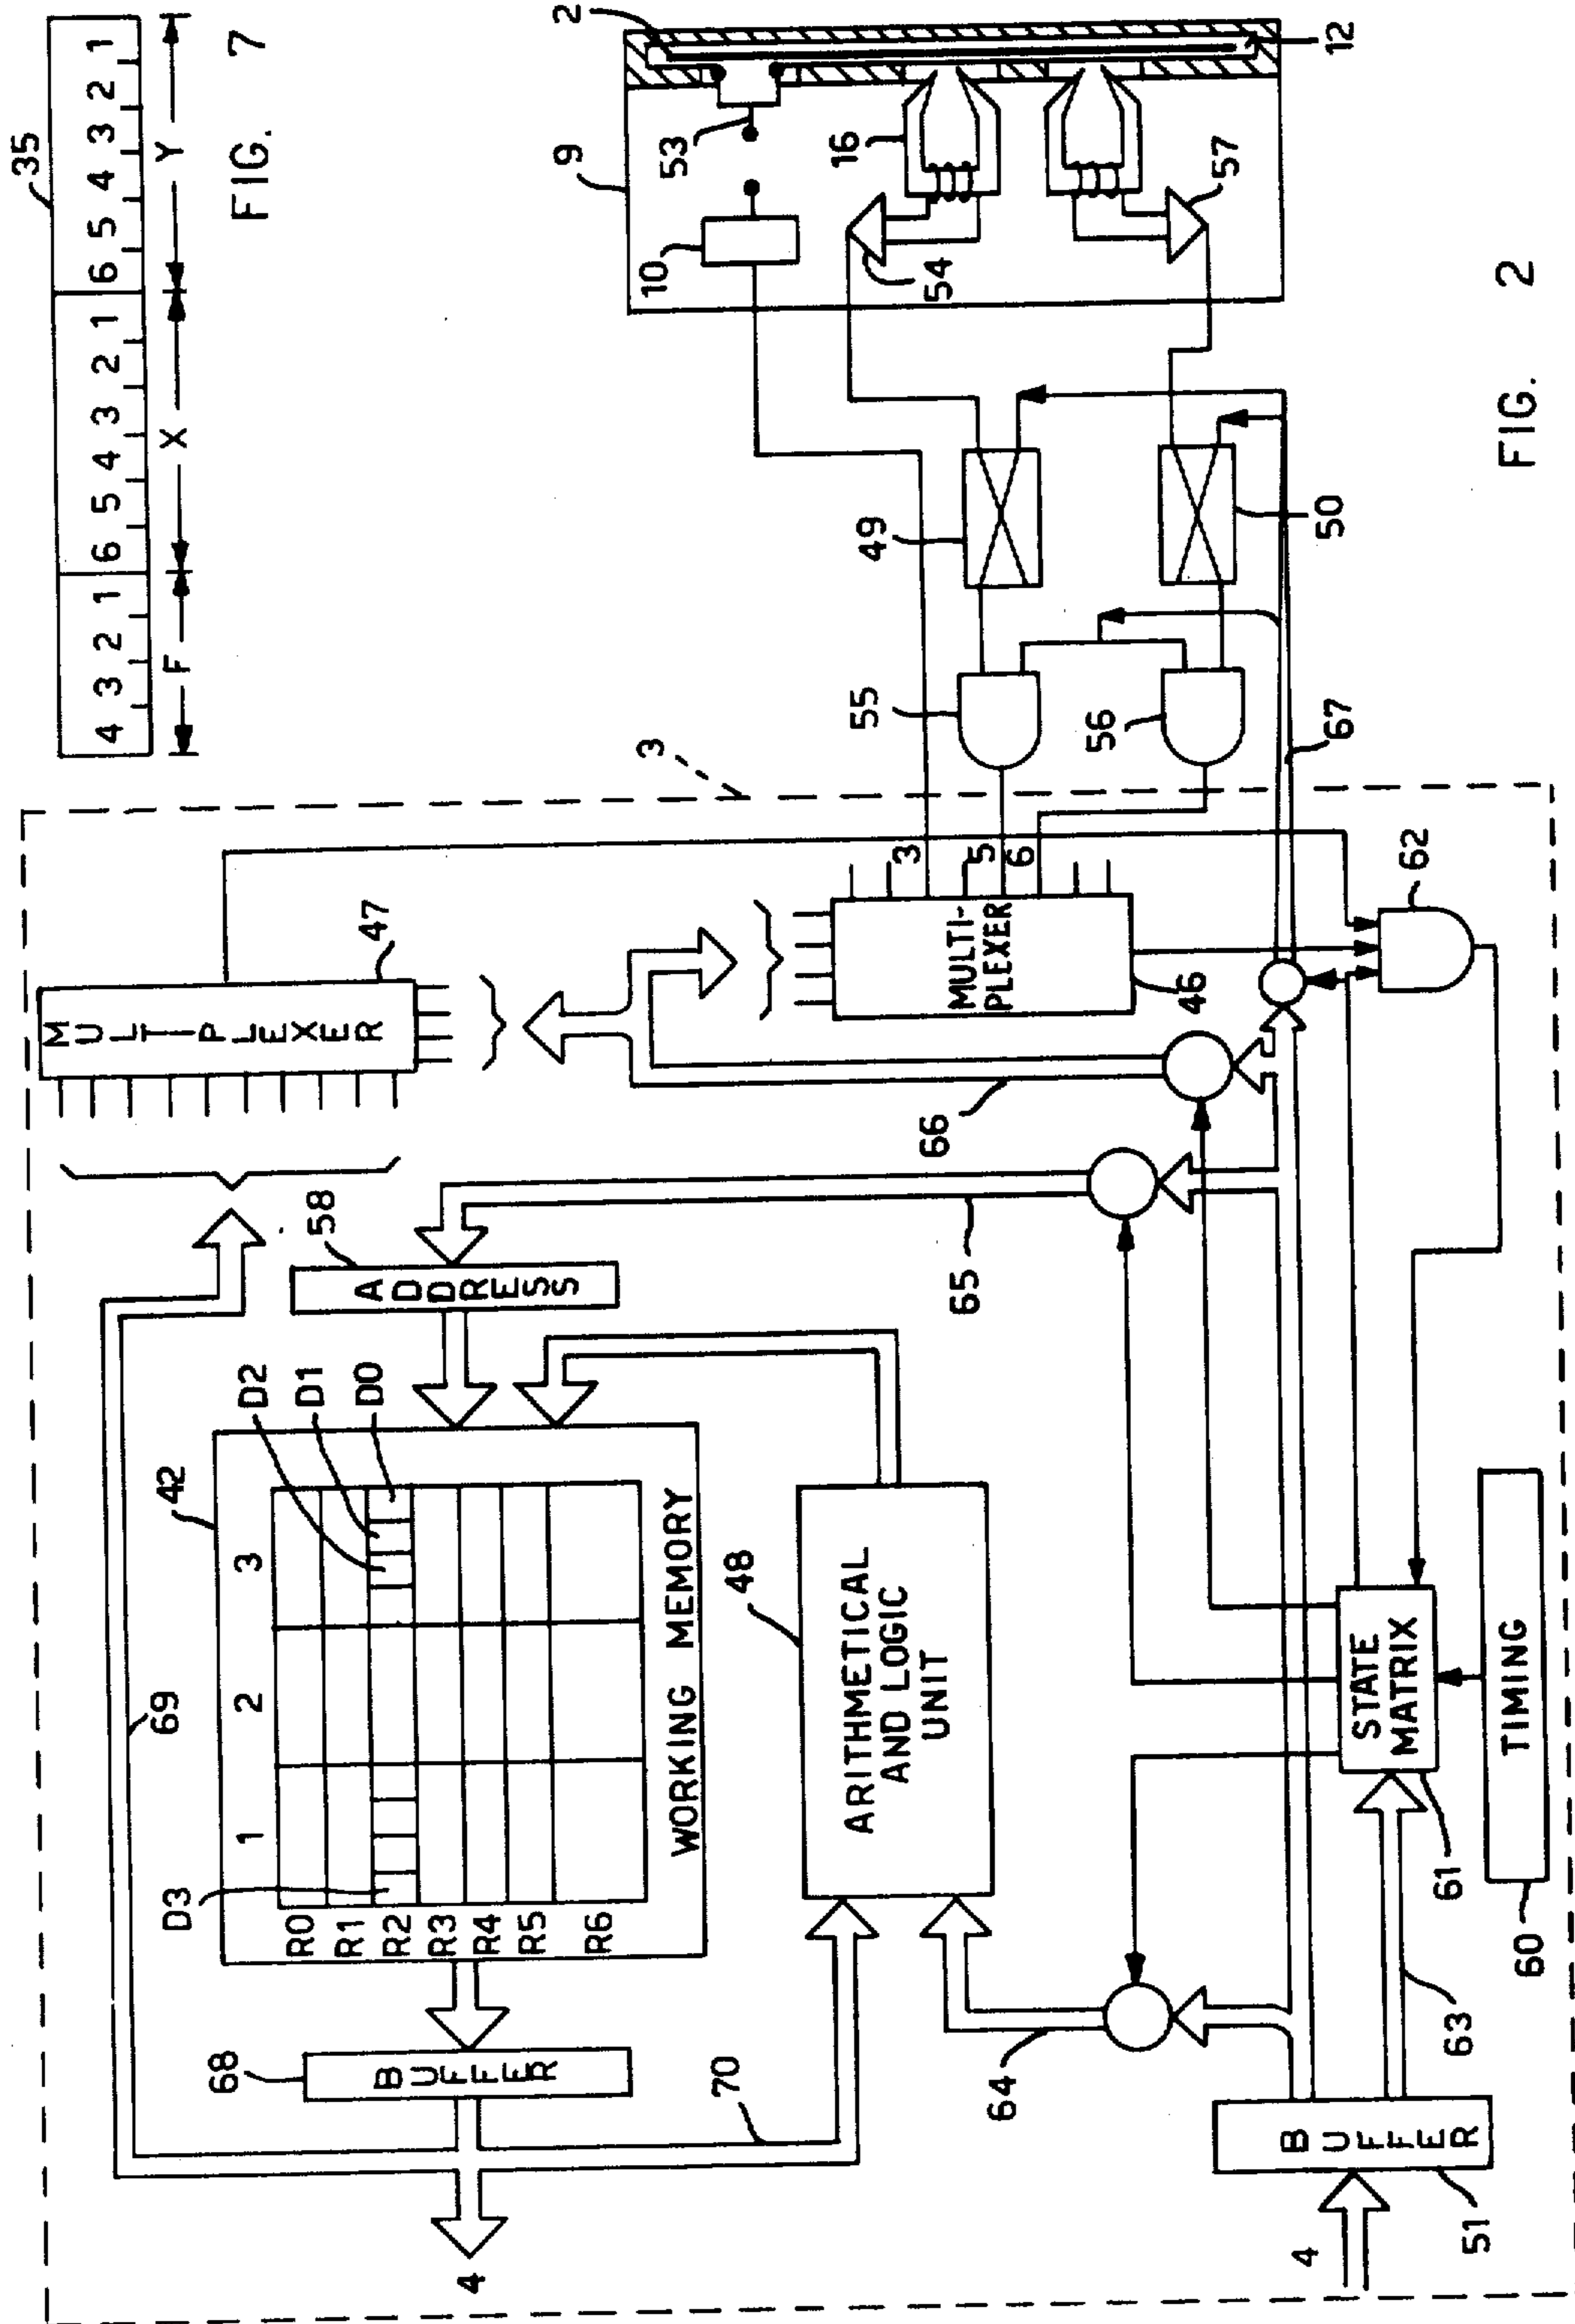 35
4 3 2 1 6 5 4 3 2 1 6 5 4 3 2 1
F X Y
FIG. 7
3
69
42
1 2 3
D3
D2
D1
D0
R0
R1
R2
R3
R4
R5
R6
WORKING MEMORY
68
BUFFER
4
70
58
ADDRESS
47
MULTIPLEXER
48
ARITHMETICAL
AND LOGIC
UNIT
65
66
MULTI-
PLEXER
46
3
5
6
9
10
53
2
12
16
54
57
49
50
55
56
67
62
64
4
51
BUFFER
63
61
STATE
MATRIX
60
TIMING
FIG. 2